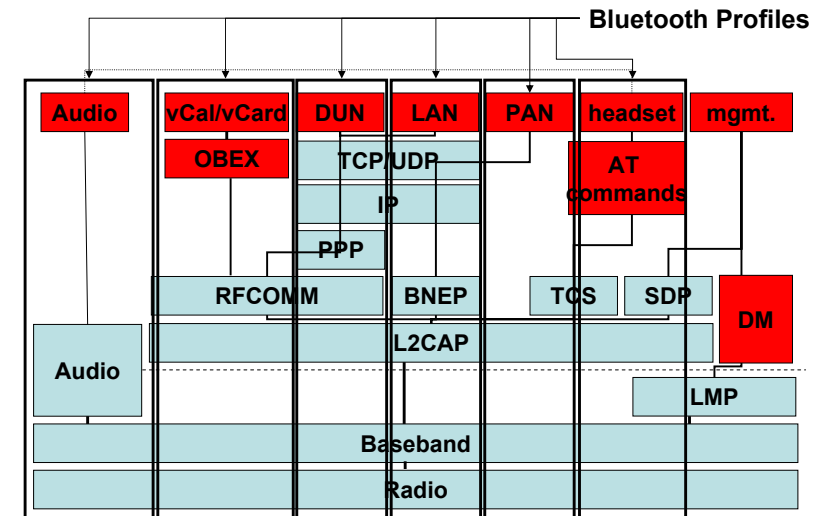 Bluetooth Profiles
Audio
vCal/vCard
DUN
LAN
PAN
headset
mgmt.
OBEX
TCP/UDP
AT
commands
IP
PPP
RFCOMM
BNEP
TCS
SDP
DM
Audio
L2CAP
LMP
Baseband
Radio